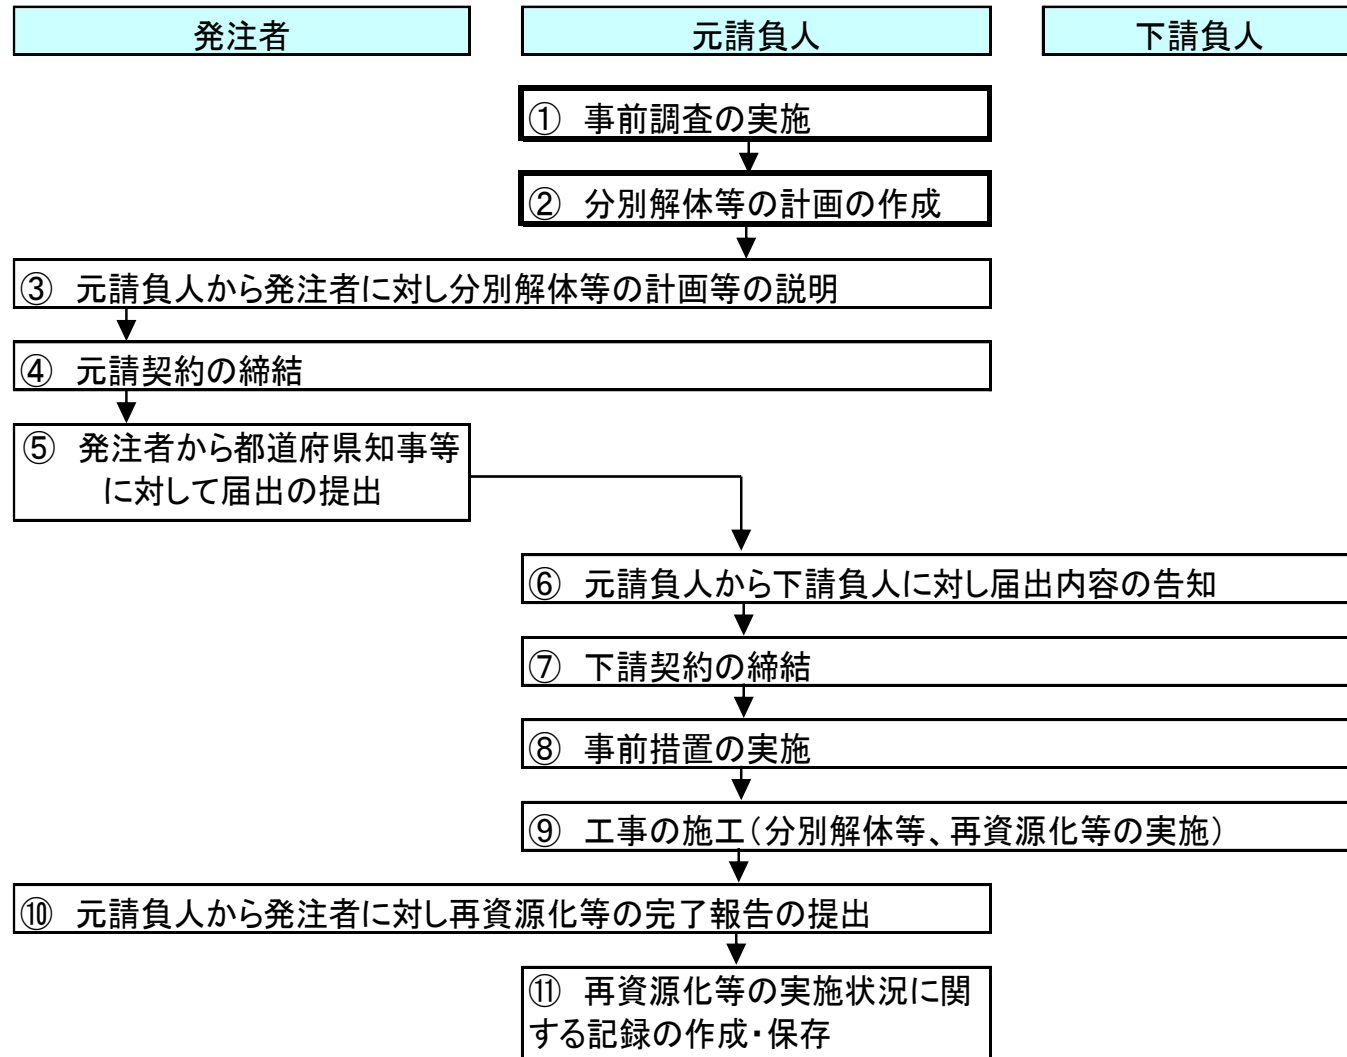 発注者
元請負人
下請負人
① 事前調査の実施
② 分別解体等の計画の作成
③ 元請負人から発注者に対し分別解体等の計画等の説明
④ 元請契約の締結
⑤ 発注者から都道府県知事等
に対して届出の提出
⑥ 元請負人から下請負人に対し届出内容の告知
⑦ 下請契約の締結
⑧ 事前措置の実施
⑨ 工事の施工(分別解体等、再資源化等の実施)
⑩ 元請負人から発注者に対し再資源化等の完了報告の提出
⑪ 再資源化等の実施状況に関
する記録の作成・保存